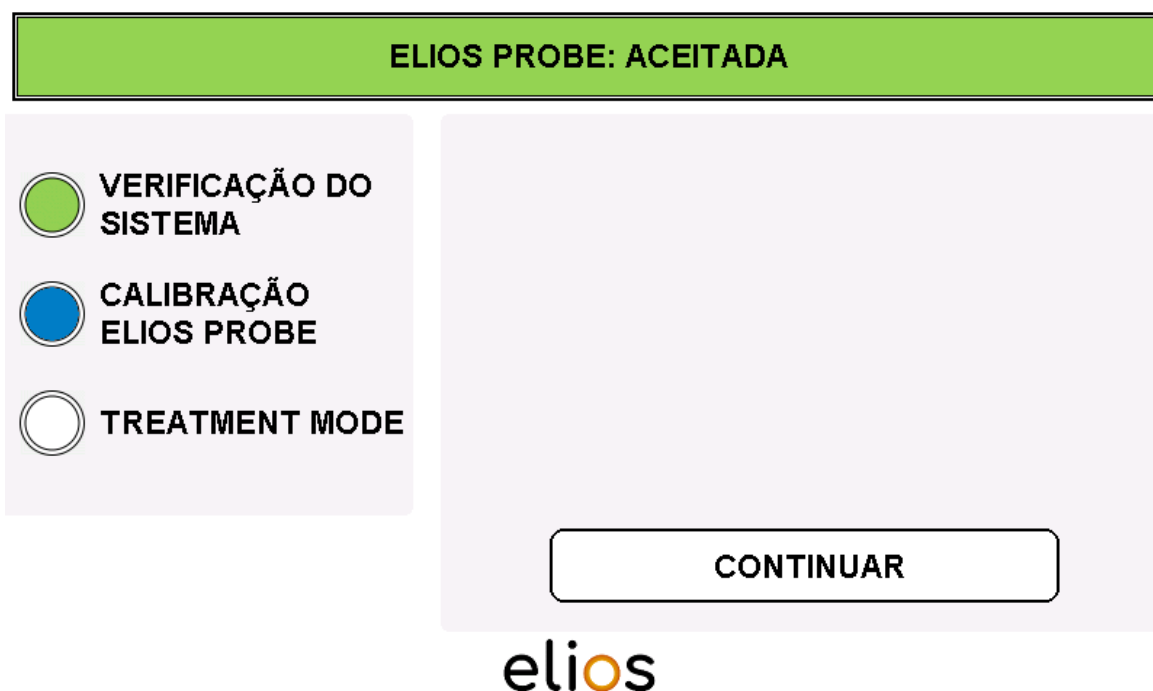 ELIOS PROBE: ACEITADA
VERIFICAÇÃO DO
SISTEMA
CALIBRAÇÃO
ELIOS PROBE
TREATMENT MODE
CONTINUAR
elios